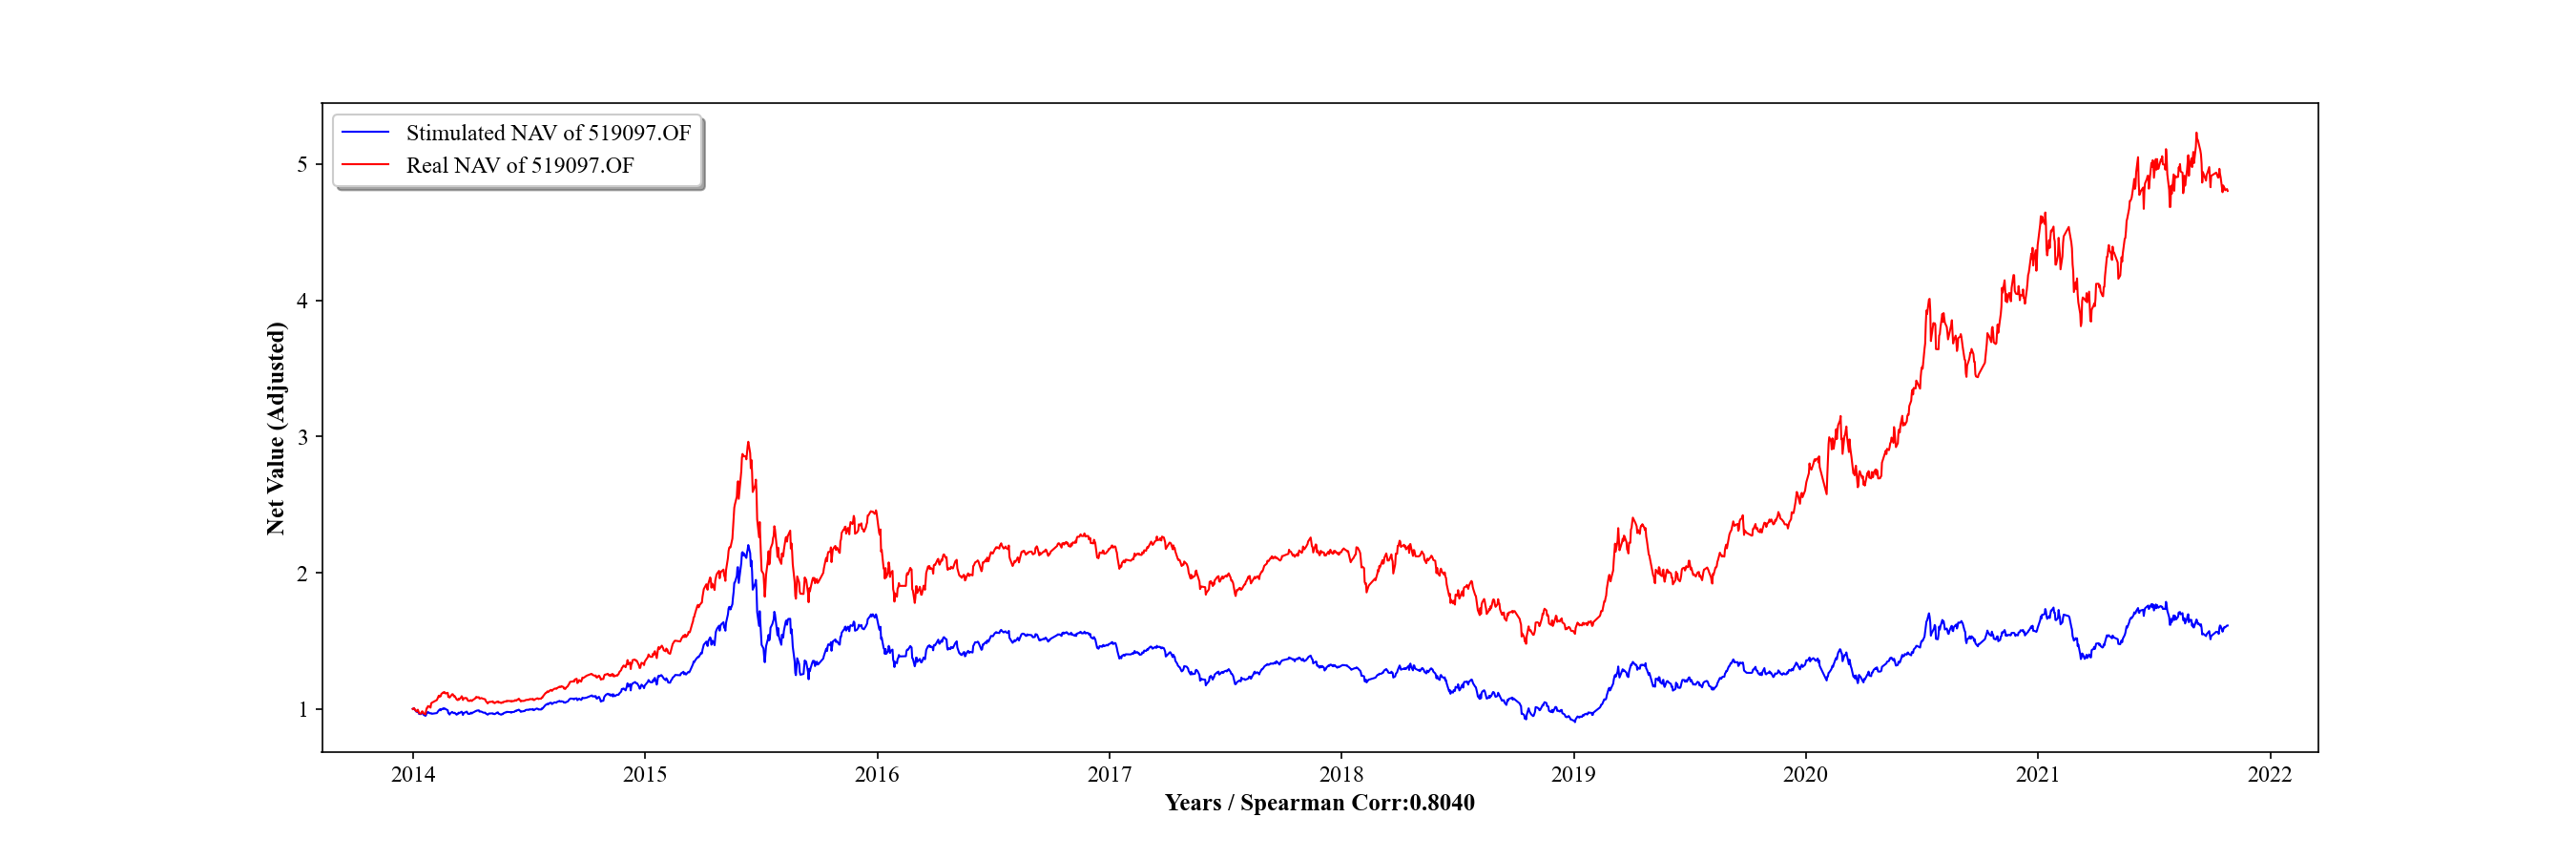 Stimulated NAV of 519097.OF
Real NAV of 519097.OF
Net Value (Adjusted)
5
4
3
2
1
2014 2015 2016 2017 2018 2019 2020 2021 2022
Years / Spearman Corr:0.8040